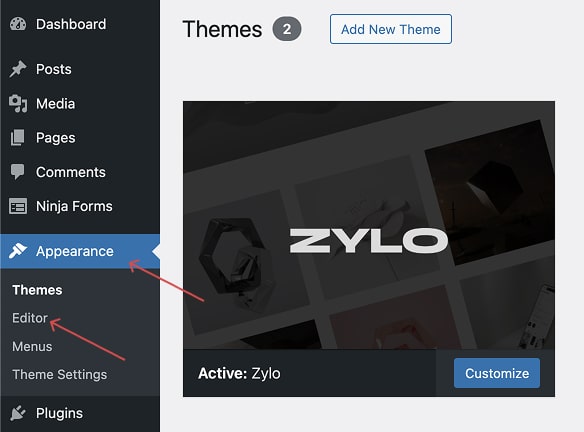 Dashboard
Posts
Media
Pages
Comments
Ninja Forms
Appearance
Themes
Editor
Menus
Theme Settings
Plugins
Themes 2 Add New Theme
ZYLO
Active: Zylo Customize